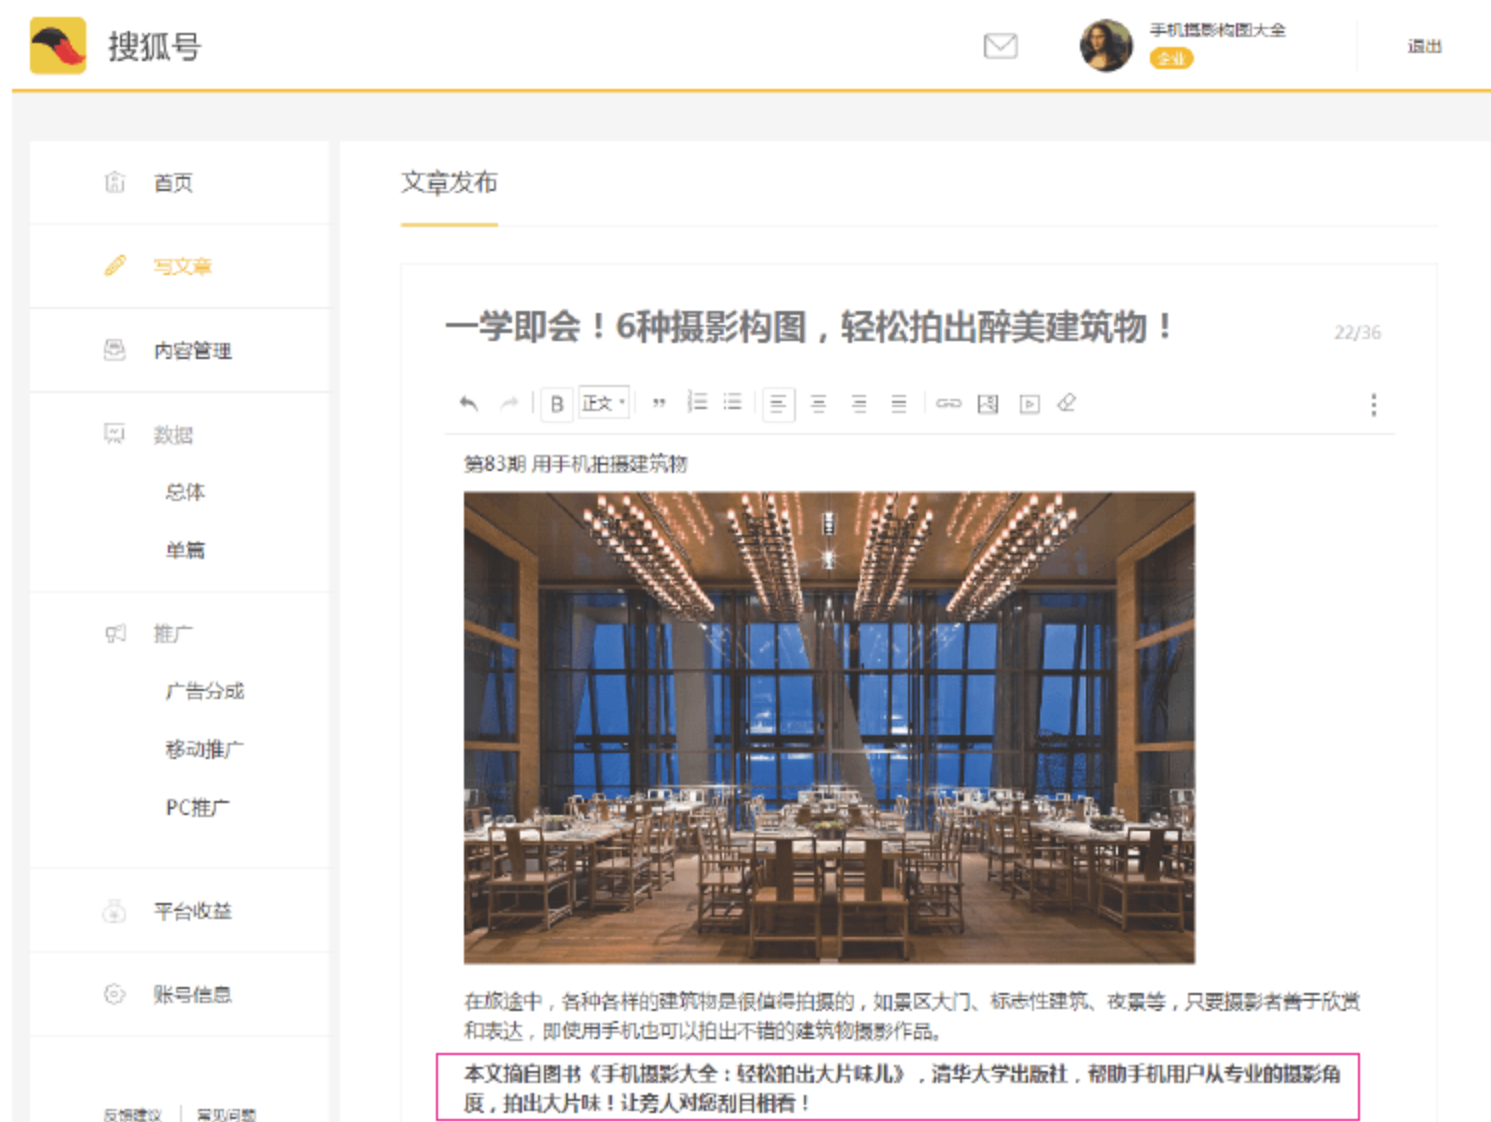 搜狐号
手机摄影构图大全
企业
退出
首页
写文章
内容管理
数据
总体
单篇
推广
广告分成
移动推广
PC推广
平台收益
账号信息
反馈建议 | 常见问题
文章发布
一学即会！6种摄影构图，轻松拍出醉美建筑物！
22/36
B 正文
第83期 用手机拍摄建筑物
在旅途中，各种各样的建筑物是很值得拍摄的，如景区大门、标志性建筑、夜景等，只要摄影者善于欣赏
和表达，即使用手机也可以拍出不错的建筑物摄影作品。
本文摘自图书《手机摄影大全：轻松拍出大片味儿》，清华大学出版社，帮助手机用户从专业的摄影角
度，拍出大片味！让旁人对您刮目相看！